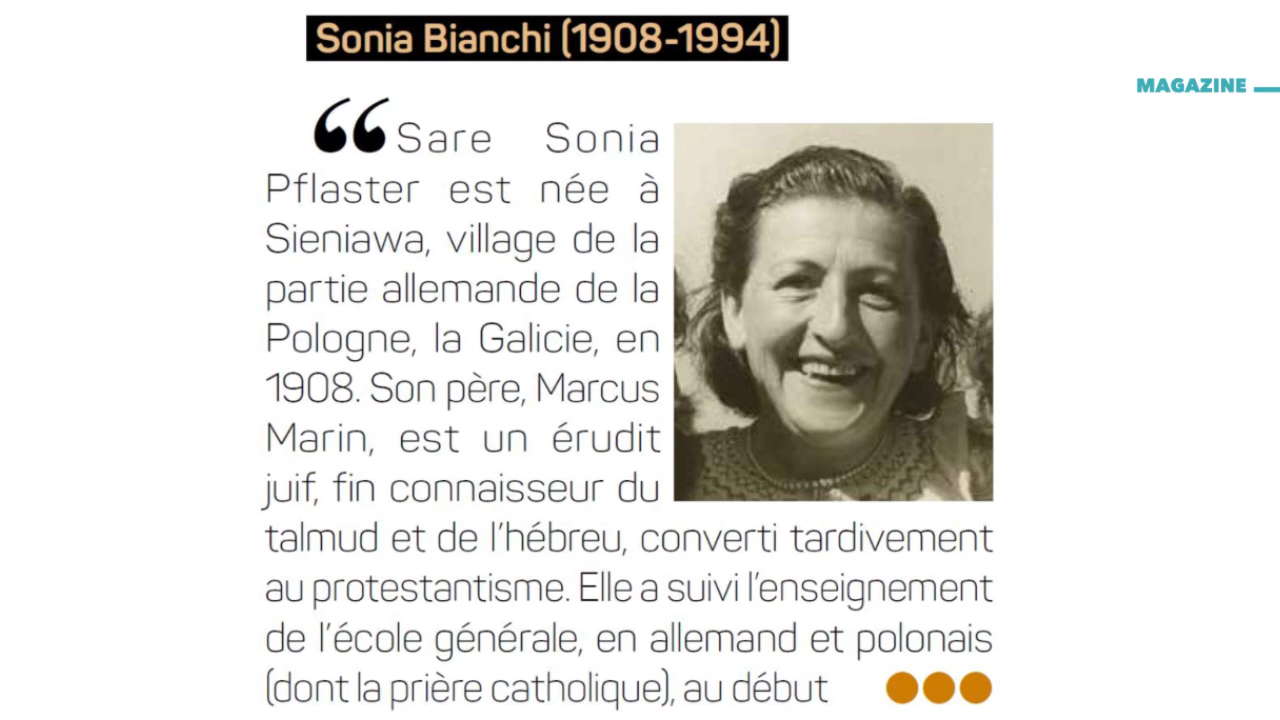 Sonia Bianchi (1908-1994)
MAGAZINE
“Sare Sonia
Pflaster est née à
Sieniawa, village de la
partie allemande de la
Pologne, la Galicie, en
1908. Son père, Marcus
Marin, est un érudit
juif, fin connaisseur du
talmud et de l'hébreu, converti tardivement
au protestantisme. Elle a suivi l'enseignement
de l'école générale, en allemand et polonais
(dont la prière catholique), au début